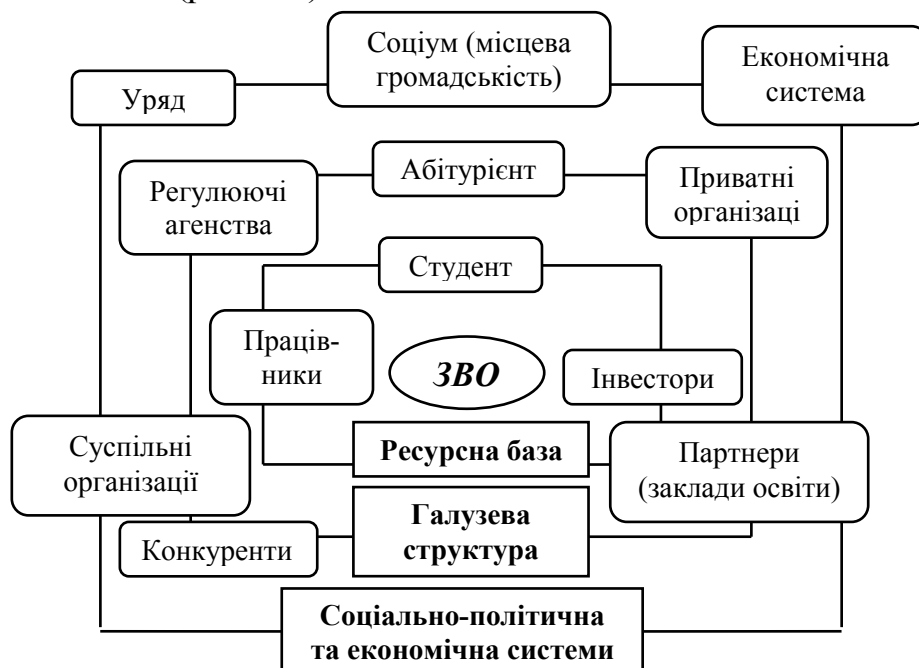 Соціум (місцева
громадськість)
Економічна
система
Уряд
Абітурієнт
Регулюючі
агенства
Приватні
організаці
Студент
Праців-
ники
ЗВО
Інвестори
Суспільні
організації
Ресурсна база
Партнери
(заклади освіти)
Галузева
структура
Конкуренти
Соціально-політична
та економічна системи